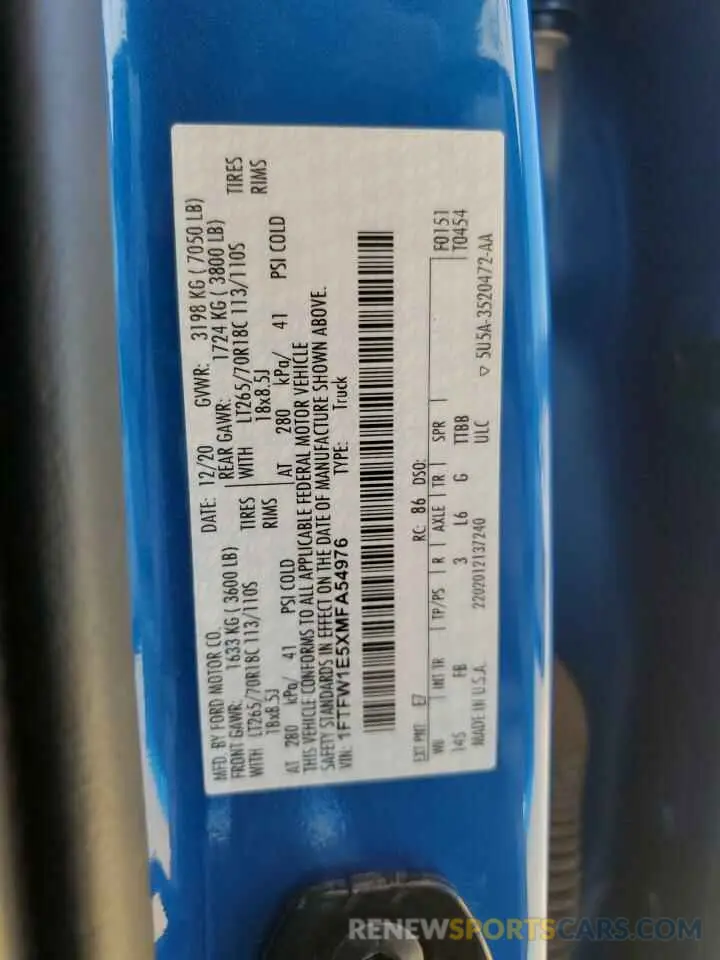 MFD. BY FORD MOTOR CO.
DATE: 12/20 GVWR: 3198 KG ( 7050 LB)
FRONT GAWR: 1633 KG ( 3600 LB)
REAR GAWR: 1724 KG ( 3800 LB)
WITH LT265/70R18C 113/110S TIRES
WITH LT265/70R18C 113/110S TIRES
18x8.5J RIMS
18x8.5J RIMS
AT 280 kPa/ 41 PSI COLD
AT 280 kPa/ 41 PSI COLD
THIS VEHICLE CONFORMS TO ALL APPLICABLE FEDERAL MOTOR VEHICLE
SAFETY STANDARDS IN EFFECT ON THE DATE OF MANUFACTURE SHOWN ABOVE.
VIN: 1FTFW1E5XMFA54976 TYPE: Truck
EXT PNT: E7 RC: 86 DSO: F0151
WB INT TR TP/PS R AXLE TR SPR T0454
145 FB 3 L6 G TTBB
MADE IN U.S.A. 2202012137240 ULC
▽ 5U5A-3520472-AA
RENEWSPORTSCARS.COM